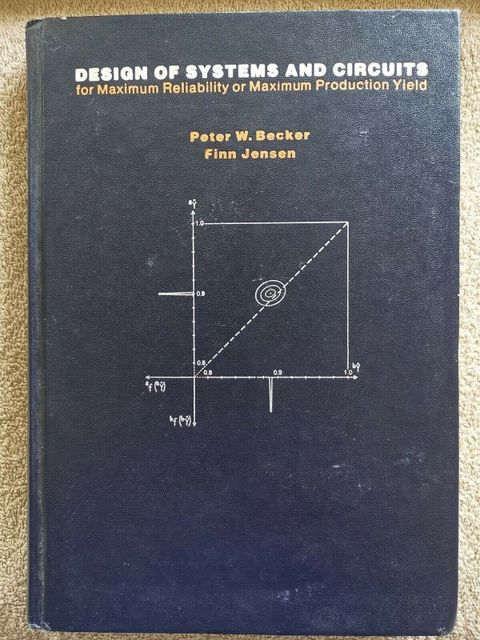 DESIGN OF SYSTEMS AND CIRCUITS
for Maximum Reliability or Maximum Production Yield
Peter W. Becker
Finn Jensen
1.0
0.9
0.8
0.8
0.9
1.0